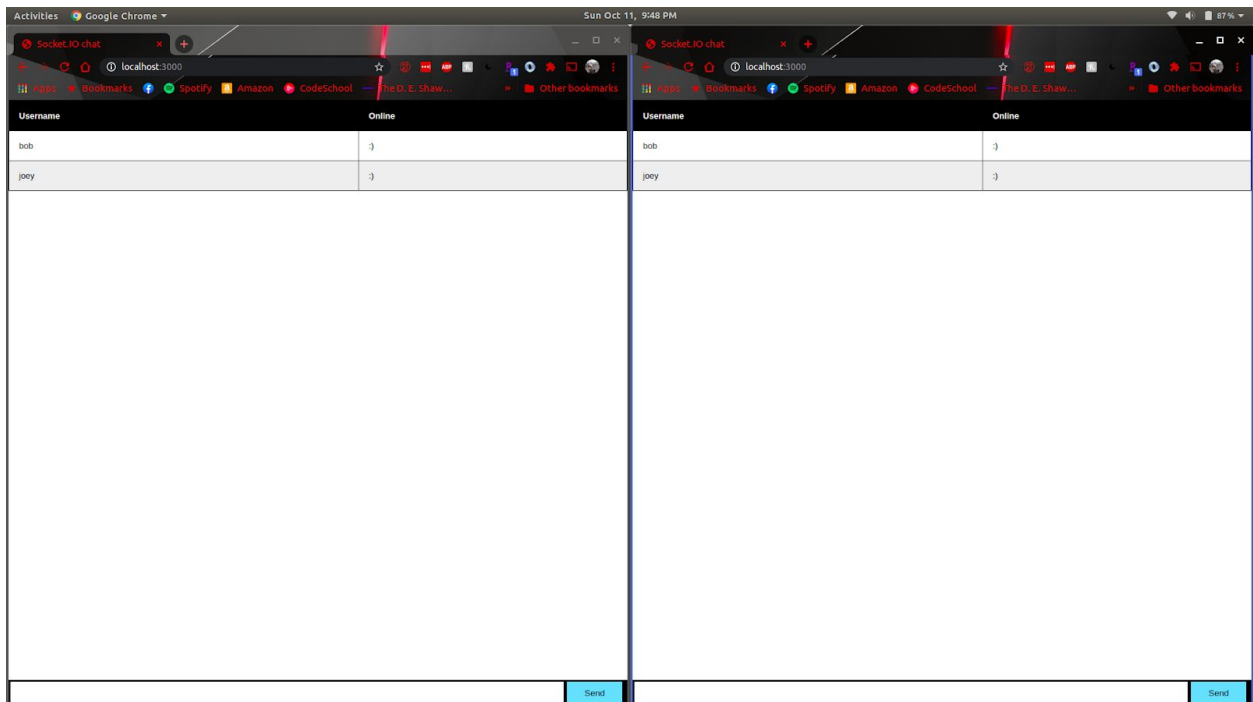 Activities Google Chrome Sun Oct 11, 9:48 PM 87%
Socket.IO chat
localhost:3000
Apps Bookmarks Spotify Amazon CodeSchool The D. E. Shaw... » Other bookmarks
Username Online
bob :)
joey :)
Send
Socket.IO chat
localhost:3000
Apps Bookmarks Spotify Amazon CodeSchool The D. E. Shaw... » Other bookmarks
Username Online
bob :)
joey :)
Send